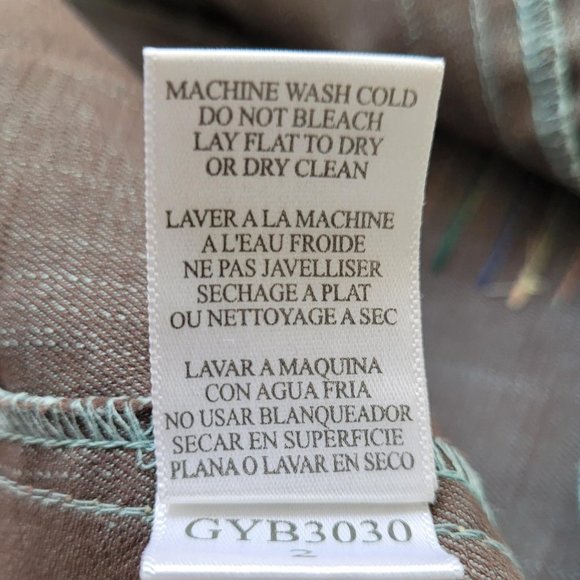 MACHINE WASH COLD
DO NOT BLEACH
LAY FLAT TO DRY
OR DRY CLEAN
LAVER A LA MACHINE
A L'EAU FROIDE
NE PAS JAVELLISER
SECHAGE A PLAT
OU NETTOYAGE A SEC
LAVAR A MAQUINA
CON AGUA FRIA
NO USAR BLANQUEADOR
SECAR EN SUPERFICIE
PLANA O LAVAR EN SECO
GYB3030
2